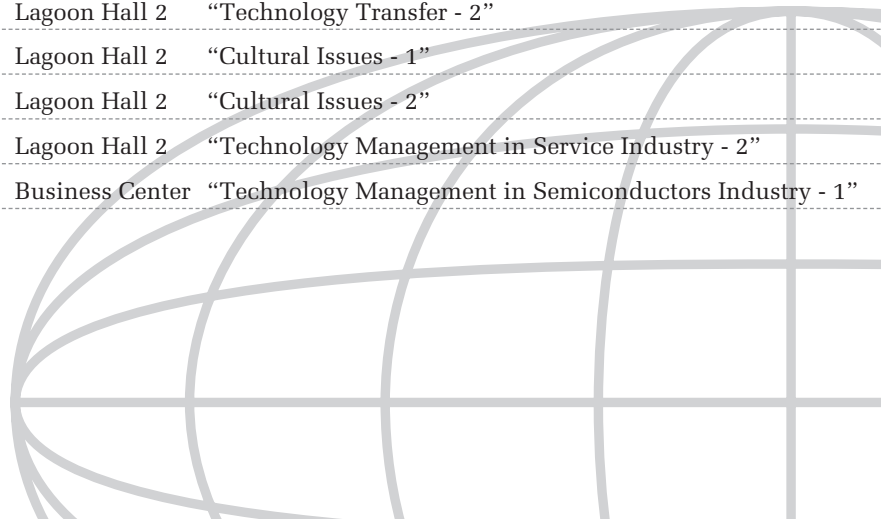 Lagoon Hall 2 “Technology Transfer - 2”
Lagoon Hall 2 “Cultural Issues - 1”
Lagoon Hall 2 “Cultural Issues - 2”
Lagoon Hall 2 “Technology Management in Service Industry - 2”
Business Center “Technology Management in Semiconductors Industry - 1”